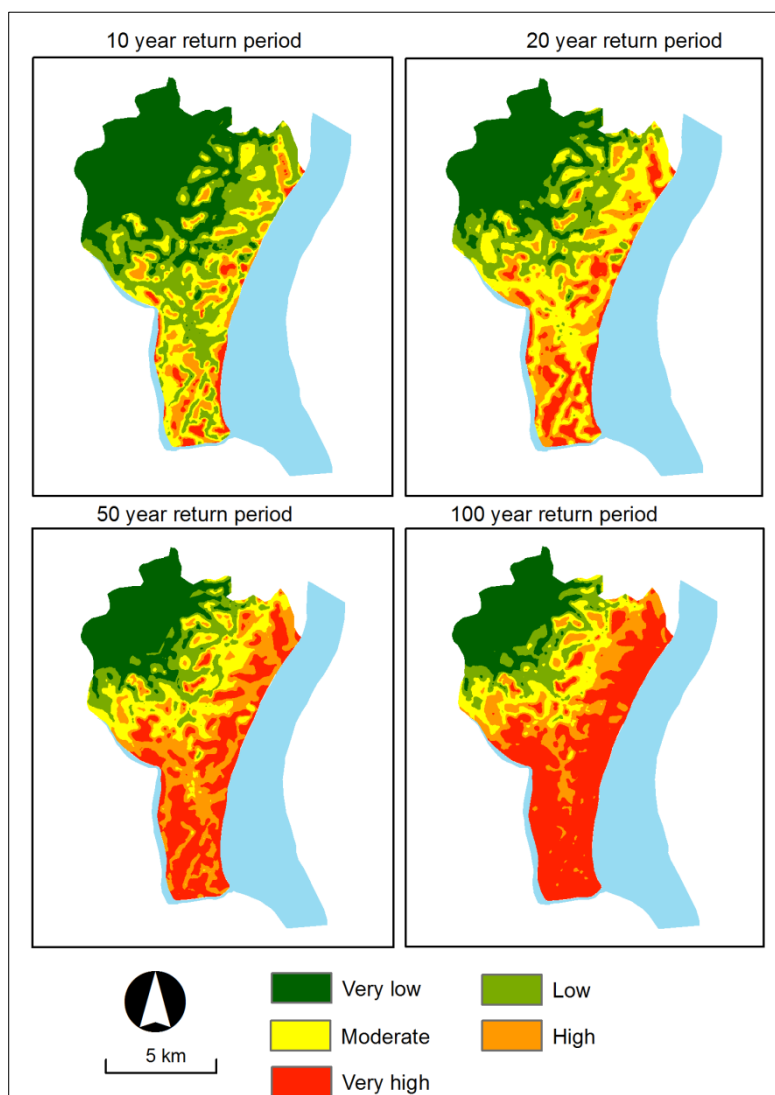 10 year return period
20 year return period
50 year return period
100 year return period
Very low
Low
Moderate
High
Very high
5 km